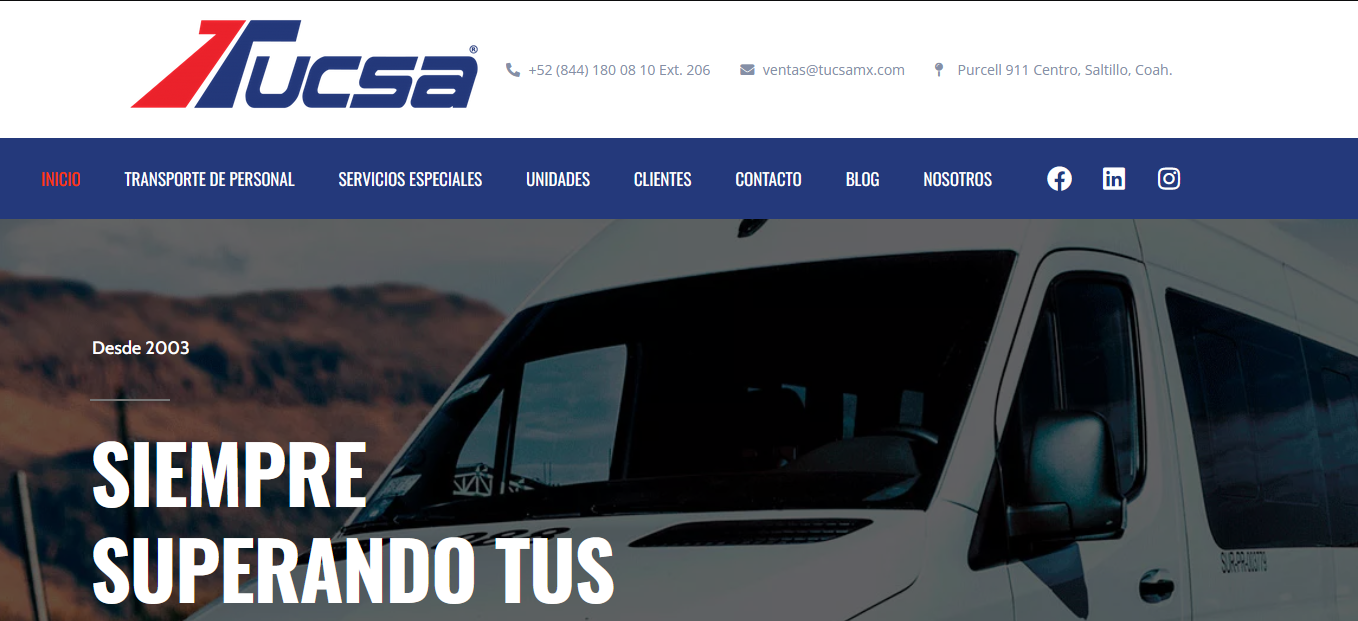 Tucsa®
+52 (844) 180 08 10 Ext. 206
ventas@tucsamx.com
Purcell 911 Centro, Saltillo, Coah.
INICIO TRANSPORTE DE PERSONAL SERVICIOS ESPECIALES UNIDADES CLIENTES CONTACTO BLOG NOSOTROS
Desde 2003
SIEMPRE
SUPERANDO TUS